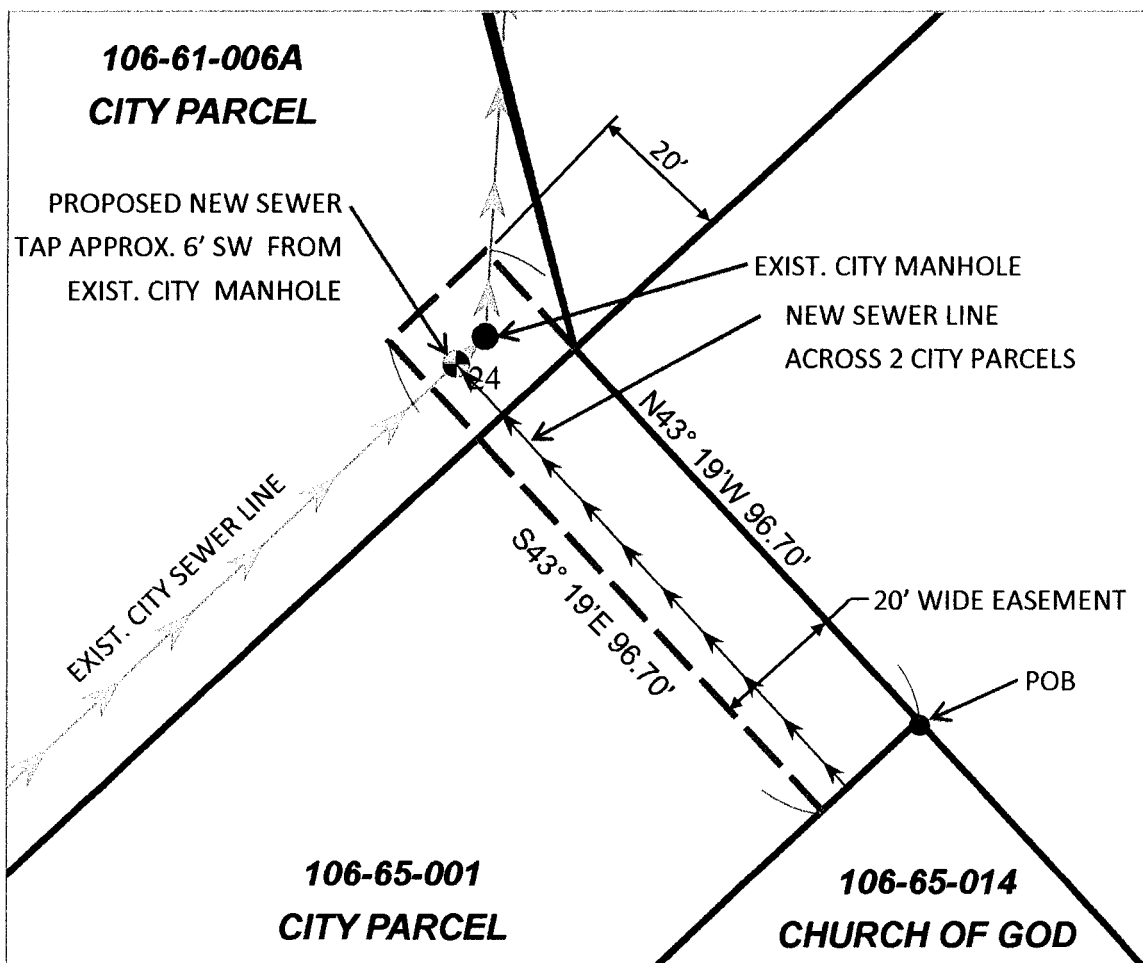 106-61-006A
CITY PARCEL
20'
PROPOSED NEW SEWER
TAP APPROX. 6' SW FROM
EXIST. CITY MANHOLE
EXIST. CITY MANHOLE
NEW SEWER LINE
ACROSS 2 CITY PARCELS
24
N43° 19'W 96.70'
EXIST. CITY SEWER LINE
S43° 19'E 96.70'
20' WIDE EASEMENT
POB
106-65-001
CITY PARCEL
106-65-014
CHURCH OF GOD